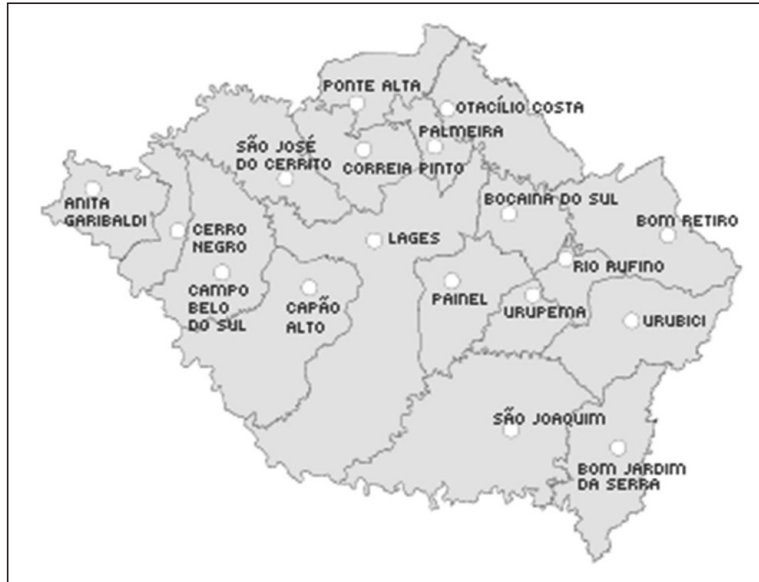 PONTE ALTA
OTACÍLIO COSTA
PALMEIRA
SÃO JOSÉ
DO CERRITO
CORREIA PINTO
ANITA
GARIBALDI
BOCAINA DO SUL
BOM RETIRO
CERRO
NEGRO
LAGES
RIO RUFINO
CAMPO
BELO
DO SUL
CAPÃO
ALTO
PAINEL
URUPEMA
URUBICI
SÃO JOAQUIM
BOM JARDIM
DA SERRA